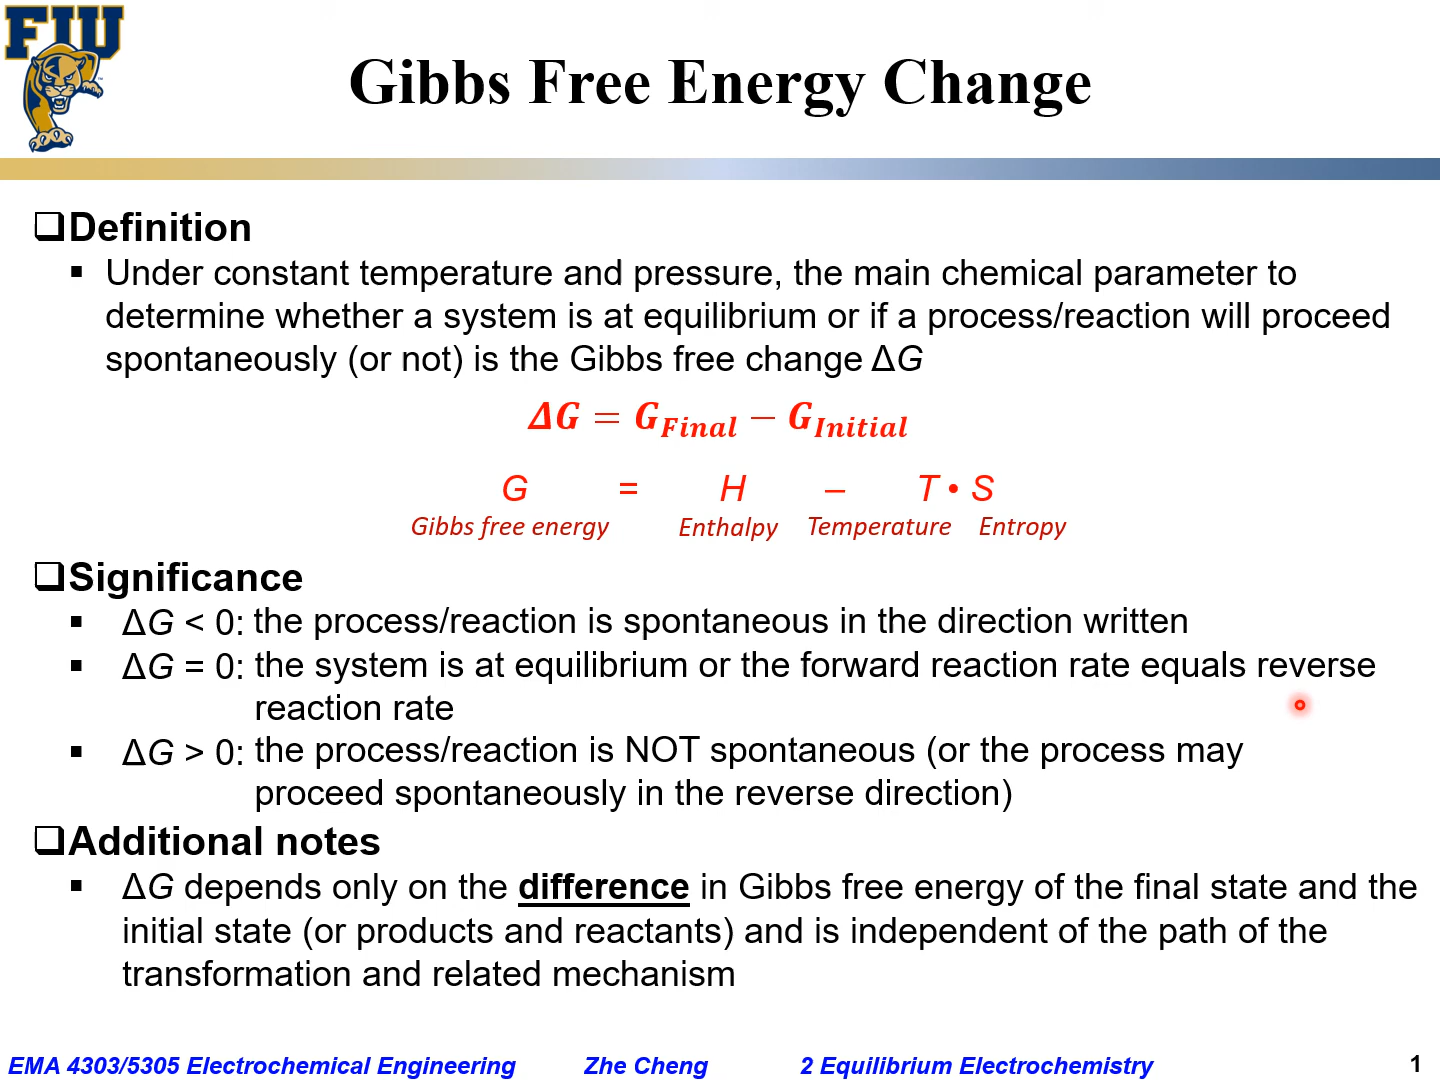 FIU
Gibbs Free Energy Change
❑Definition
▪ Under constant temperature and pressure, the main chemical parameter to
determine whether a system is at equilibrium or if a process/reaction will proceed
spontaneously (or not) is the Gibbs free change ΔG
ΔG = G_Final − G_Initial
G = H – T • S
Gibbs free energy Enthalpy Temperature Entropy
❑Significance
▪ ΔG < 0: the process/reaction is spontaneous in the direction written
▪ ΔG = 0: the system is at equilibrium or the forward reaction rate equals reverse
reaction rate
▪ ΔG > 0: the process/reaction is NOT spontaneous (or the process may
proceed spontaneously in the reverse direction)
❑Additional notes
▪ ΔG depends only on the difference in Gibbs free energy of the final state and the
initial state (or products and reactants) and is independent of the path of the
transformation and related mechanism
EMA 4303/5305 Electrochemical Engineering Zhe Cheng 2 Equilibrium Electrochemistry 1